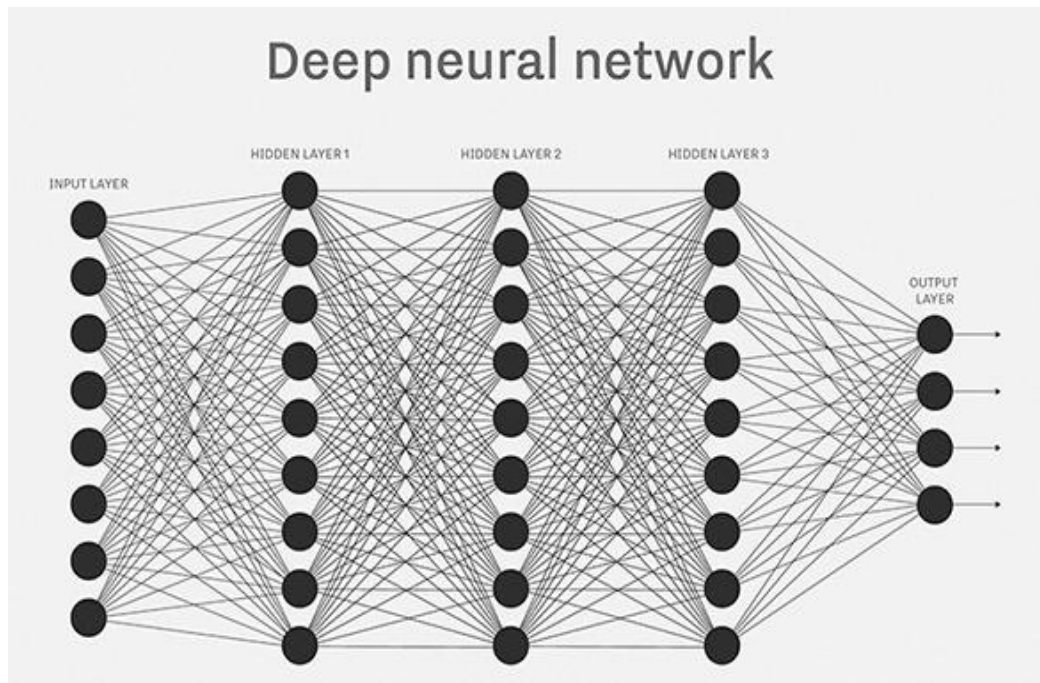 Deep neural network
HIDDEN LAYER 1
HIDDEN LAYER 2
HIDDEN LAYER 3
INPUT LAYER
OUTPUT
LAYER